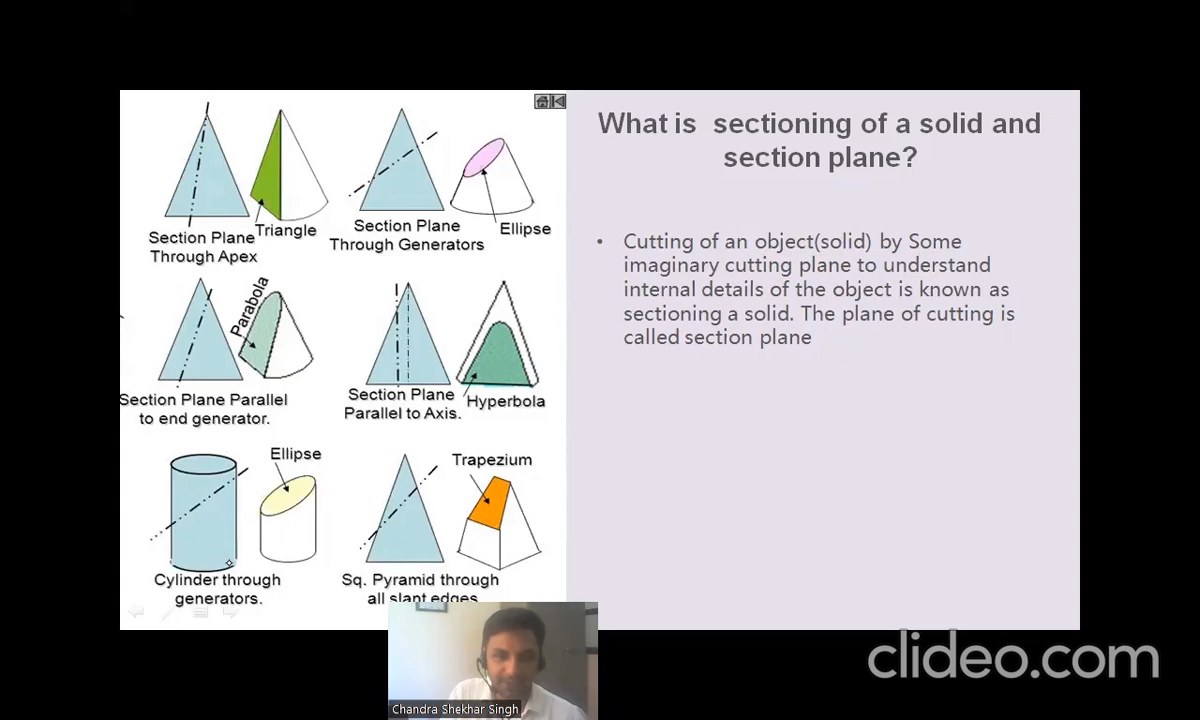 What is sectioning of a solid and
section plane?
• Cutting of an object(solid) by Some
imaginary cutting plane to understand
internal details of the object is known as
sectioning a solid. The plane of cutting is
called section plane
Section Plane
Through Apex
Triangle
Section Plane
Through Generators
Ellipse
Parabola
Section Plane Parallel
to end generator.
Section Plane
Parallel to Axis.
Hyperbola
Ellipse
Cylinder through
generators.
Trapezium
Sq. Pyramid through
all slant edges
Chandra Shekhar Singh
clideo.com